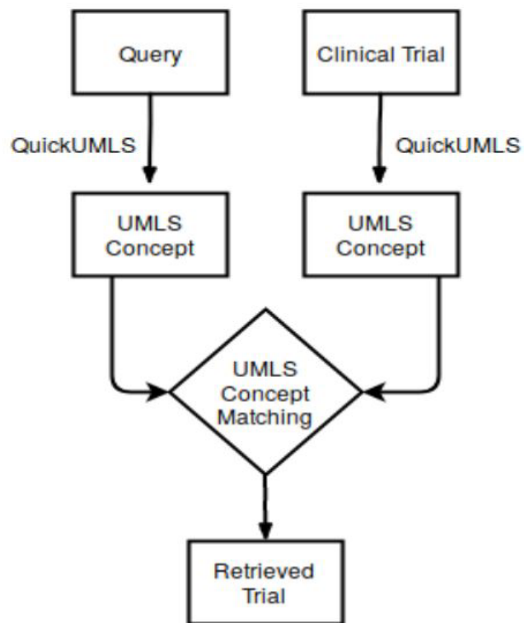 Query
Clinical Trial
QuickUMLS
QuickUMLS
UMLS
Concept
UMLS
Concept
UMLS
Concept
Matching
Retrieved
Trial